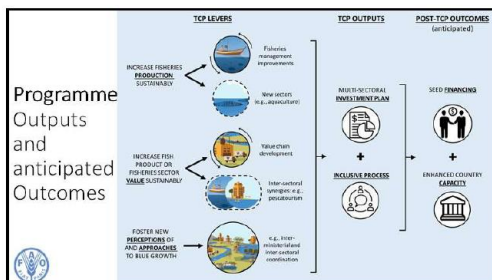 Programme
Outputs
and
anticipated
Outcomes
TCP LEVERS
INCREASE FISHERIES
PRODUCTION
SUSTAINABLY
Fisheries
management
improvements
New sectors
(e.g., aquaculture)
INCREASE FISH
PRODUCT OR
FISHERIES SECTOR
VALUE SUSTAINABLY
Value chain
development
Inter-sectoral
synergies: e.g.,
pescatourism
FOSTER NEW
PERCEPTIONS OF
AND APPROACHES
TO BLUE GROWTH
e.g., Inter-
ministerial and
inter-sectoral
coordination
TCP OUTPUTS
MULTI-SECTORAL
INVESTMENT PLAN
+
INCLUSIVE PROCESS
POST-TCP OUTCOMES
(anticipated)
SEED FINANCING
+
ENHANCED COUNTRY
CAPACITY
FAO